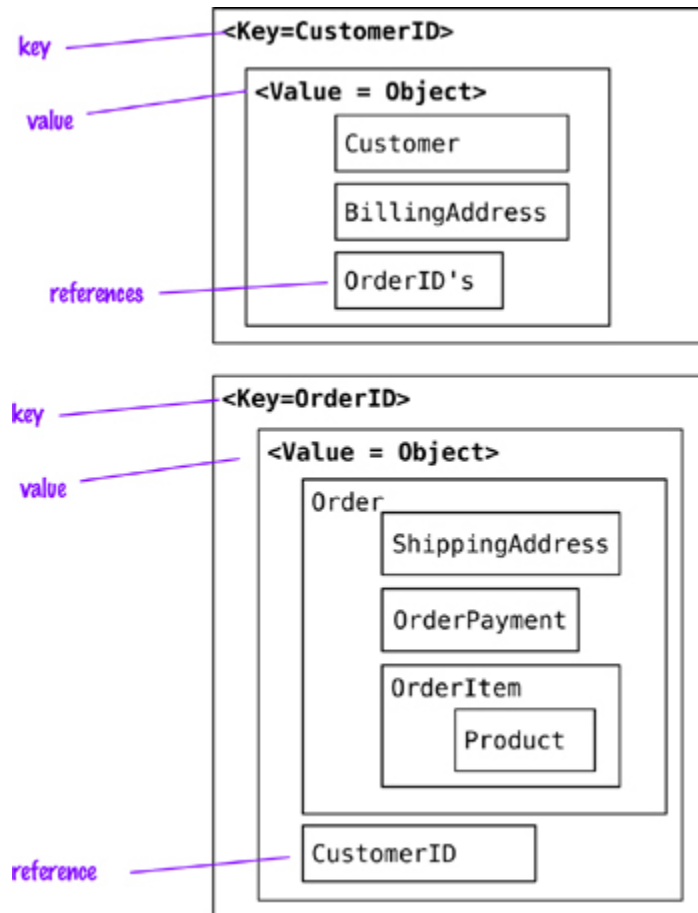 key
<Key=CustomerID>
value
<Value = Object>
Customer
BillingAddress
references
OrderID's
key
<Key=OrderID>
value
<Value = Object>
Order
ShippingAddress
OrderPayment
OrderItem
Product
reference
CustomerID